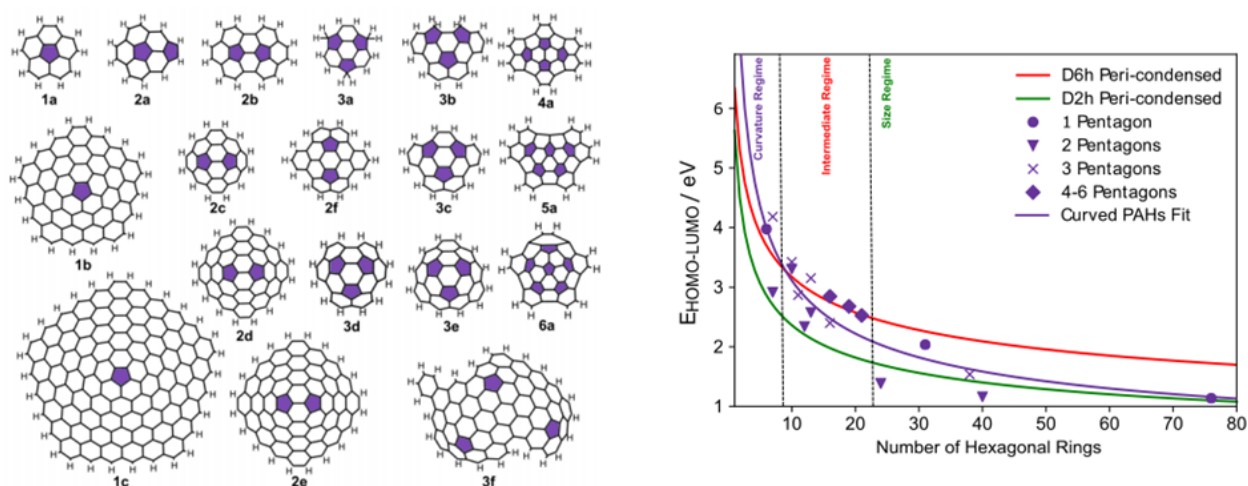 1a 2a 2b 3a 3b 4a
1b 2c 2f 3c 5a
2d 3d 3e 6a
1c 2e 3f
Curvature Regime
Intermediate Regime
Size Regime
D6h Peri-condensed
D2h Peri-condensed
1 Pentagon
2 Pentagons
3 Pentagons
4-6 Pentagons
Curved PAHs Fit
EHOMO-LUMO / eV
6
5
4
3
2
1
10 20 30 40 50 60 70 80
Number of Hexagonal Rings